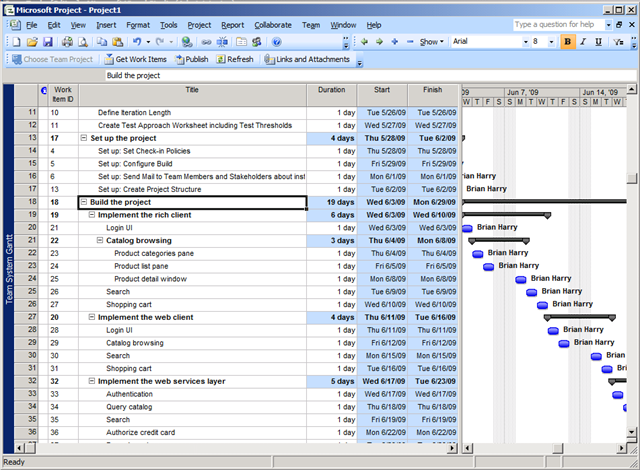 Microsoft Project - Project1
File Edit View Insert Format Tools Project Report Collaborate Team Window Help Type a question for help
Show Arial 8 B I U
Choose Team Project Get Work Items Publish Refresh Links and Attachments
Build the project
Work Item ID Title Duration Start Finish '09 Jun 7, '09 Jun 14, '09
W T F S S M T W T F S S M T W
11 10 Define Iteration Length 1 day Tue 5/26/09 Tue 5/26/09
12 11 Create Test Approach Worksheet including Test Thresholds 1 day Wed 5/27/09 Wed 5/27/09
13 17 Set up the project 4 days Thu 5/28/09 Tue 6/2/09
14 4 Set up: Set Check-in Policies 1 day Thu 5/28/09 Thu 5/28/09
15 5 Set up: Configure Build 1 day Fri 5/29/09 Fri 5/29/09
16 6 Set up: Send Mail to Team Members and Stakeholders about inst 1 day Mon 6/1/09 Mon 6/1/09 Brian Harry
17 13 Set up: Create Project Structure 1 day Tue 6/2/09 Tue 6/2/09 Brian Harry
18 18 Build the project 19 days Wed 6/3/09 Mon 6/29/09
19 19 Implement the rich client 6 days Wed 6/3/09 Wed 6/10/09
20 21 Login UI 1 day Wed 6/3/09 Wed 6/3/09 Brian Harry
21 22 Catalog browsing 3 days Thu 6/4/09 Mon 6/8/09
22 23 Product categories pane 1 day Thu 6/4/09 Thu 6/4/09 Brian Harry
23 24 Product list pane 1 day Fri 6/5/09 Fri 6/5/09 Brian Harry
24 25 Product detail window 1 day Mon 6/8/09 Mon 6/8/09 Brian Harry
25 26 Search 1 day Tue 6/9/09 Tue 6/9/09 Brian Harry
26 27 Shopping cart 1 day Wed 6/10/09 Wed 6/10/09 Brian Harry
27 20 Implement the web client 4 days Thu 6/11/09 Tue 6/16/09
28 28 Login UI 1 day Thu 6/11/09 Thu 6/11/09 Brian Harry
29 29 Catalog browsing 1 day Fri 6/12/09 Fri 6/12/09 Brian Harry
30 30 Search 1 day Mon 6/15/09 Mon 6/15/09 Brian
31 31 Shopping cart 1 day Tue 6/16/09 Tue 6/16/09 Bria
32 32 Implement the web services layer 5 days Wed 6/17/09 Tue 6/23/09
33 33 Authentication 1 day Wed 6/17/09 Wed 6/17/09
34 34 Query catalog 1 day Thu 6/18/09 Thu 6/18/09
35 35 Search 1 day Fri 6/19/09 Fri 6/19/09
36 36 Authorize credit card 1 day Mon 6/22/09 Mon 6/22/09
Team System Gantt
Ready